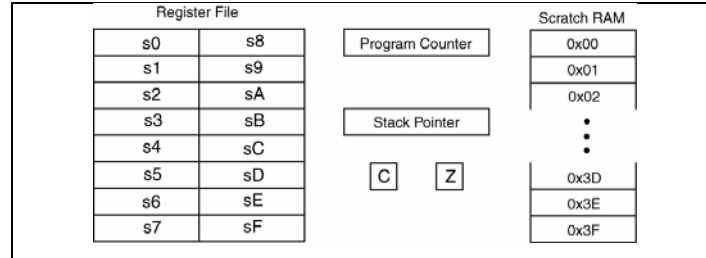 Register File
Scratch RAM
s0 s8 Program Counter 0x00
s1 s9 0x01
s2 sA 0x02
s3 sB Stack Pointer
s4 sC
s5 sD C Z 0x3D
s6 sE 0x3E
s7 sF 0x3F